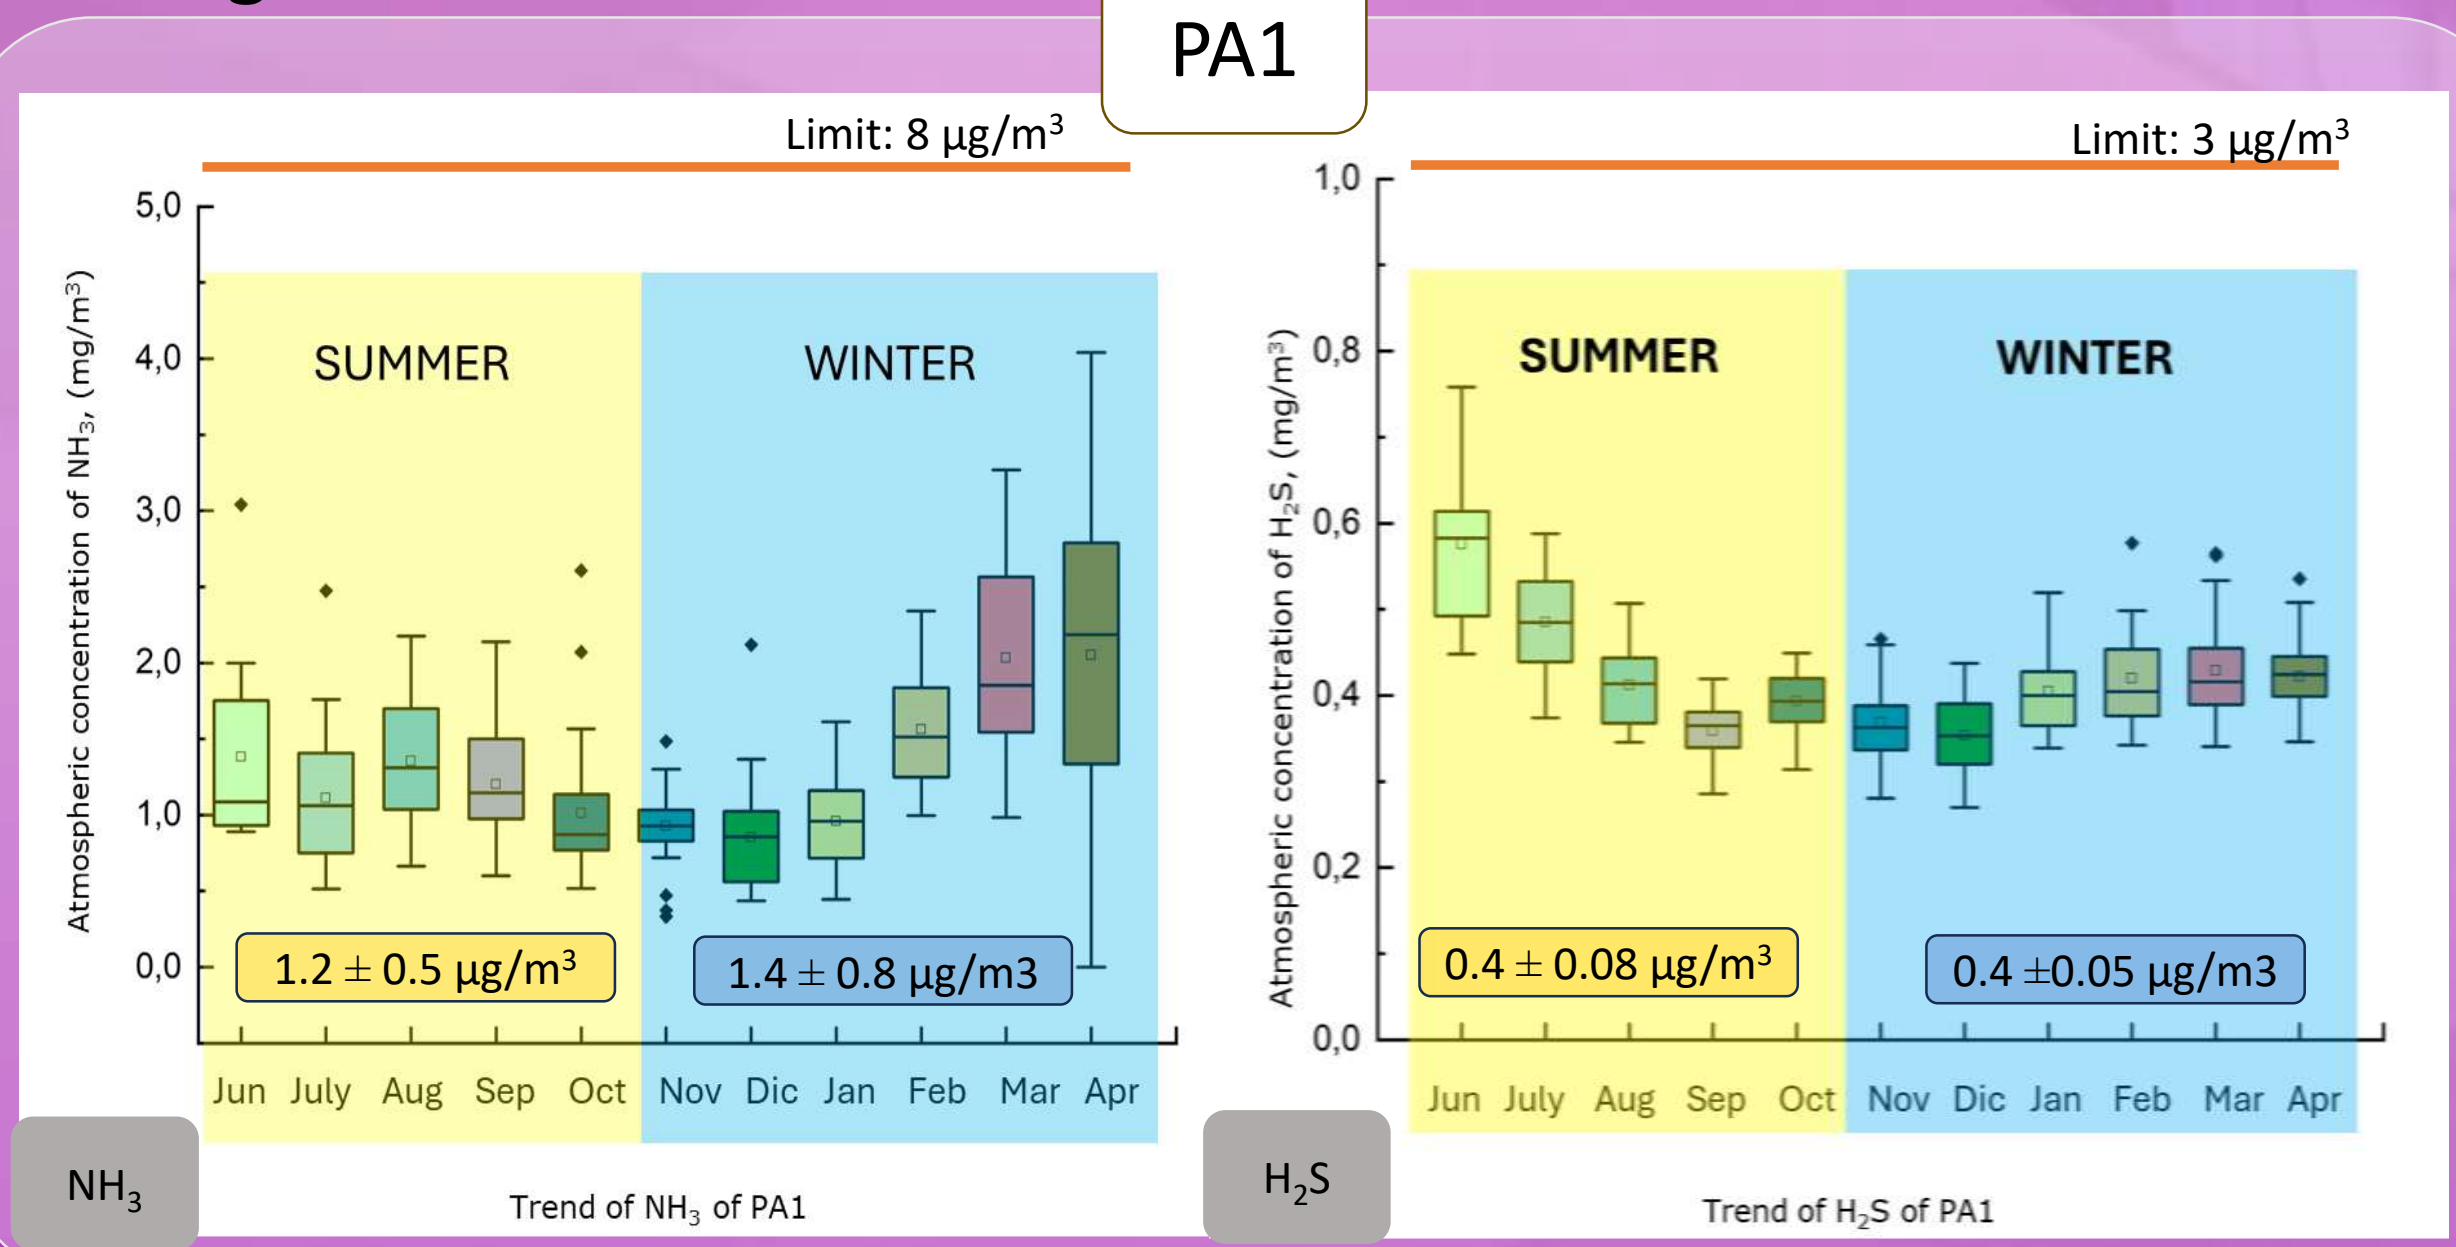 PA1
Limit: 8 µg/m³
5,0
4,0
3,0
2,0
1,0
0,0
Atmospheric concentration of NH₃, (mg/m³)
SUMMER
WINTER
1.2 ± 0.5 µg/m³
1.4 ± 0.8 µg/m3
Jun July Aug Sep Oct Nov Dic Jan Feb Mar Apr
NH₃
Trend of NH₃ of PA1
Limit: 3 µg/m³
1,0
0,8
0,6
0,4
0,2
0,0
Atmospheric concentration of H₂S, (mg/m³)
SUMMER
WINTER
0.4 ± 0.08 µg/m³
0.4 ±0.05 µg/m3
Jun July Aug Sep Oct Nov Dic Jan Feb Mar Apr
H₂S
Trend of H₂S of PA1